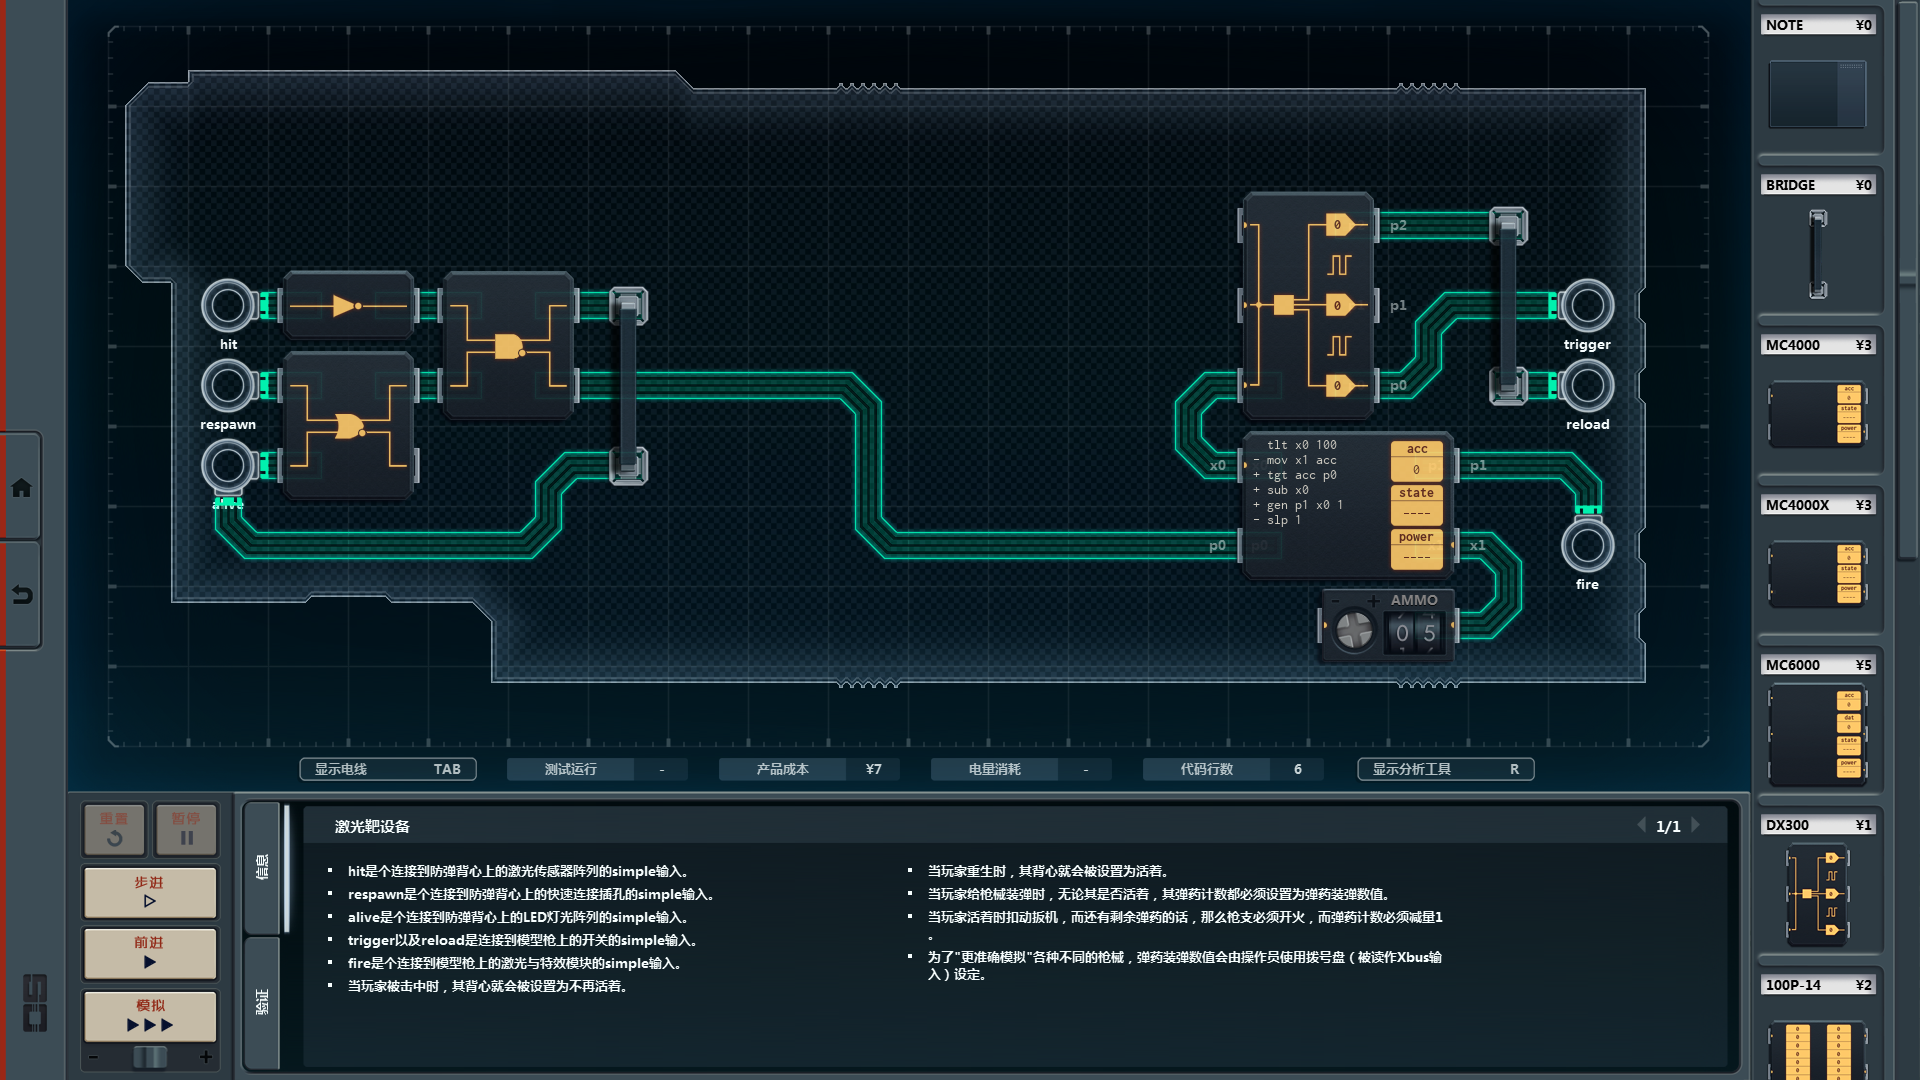 NOTE ¥0
BRIDGE ¥0
MC4000 ¥3
acc
0
state
----
power
----
MC4000X ¥3
acc
0
state
----
power
----
MC6000 ¥5
acc
0
dat
0
state
----
power
----
DX300 ¥1
0
0
0
100P-14 ¥2
hit
respawn
alive
0
p2
0
p1
0
p0
trigger
reload
fire
x0
p0
p1
x1
tlt x0 100
- mov x1 acc
+ tgt acc p0
+ sub x0
+ gen p1 x0 1
- slp 1
acc
0
state
----
power
----
- + AMMO
05
显示电线 TAB
测试运行 -
产品成本 ¥7
电量消耗 -
代码行数 6
显示分析工具 R
重置
暂停
步进
前进
模拟
- +
信息
验证
激光靶设备
1/1
▪ hit是个连接到防弹背心上的激光传感器阵列的simple输入。
▪ respawn是个连接到防弹背心上的快速连接插孔的simple输入。
▪ alive是个连接到防弹背心上的LED灯光阵列的simple输入。
▪ trigger以及reload是连接到模型枪上的开关的simple输入。
▪ fire是个连接到模型枪上的激光与特效模块的simple输入。
▪ 当玩家被击中时，其背心就会被设置为不再活着。
▪ 当玩家重生时，其背心就会被设置为活着。
▪ 当玩家给枪械装弹时，无论其是否活着，其弹药计数都必须设置为弹药装弹数值。
▪ 当玩家活着时扣动扳机，而还有剩余弹药的话，那么枪支必须开火，而弹药计数必须减量1
。
▪ 为了"更准确模拟"各种不同的枪械，弹药装弹数值会由操作员使用拨号盘（被读作Xbus输
入）设定。